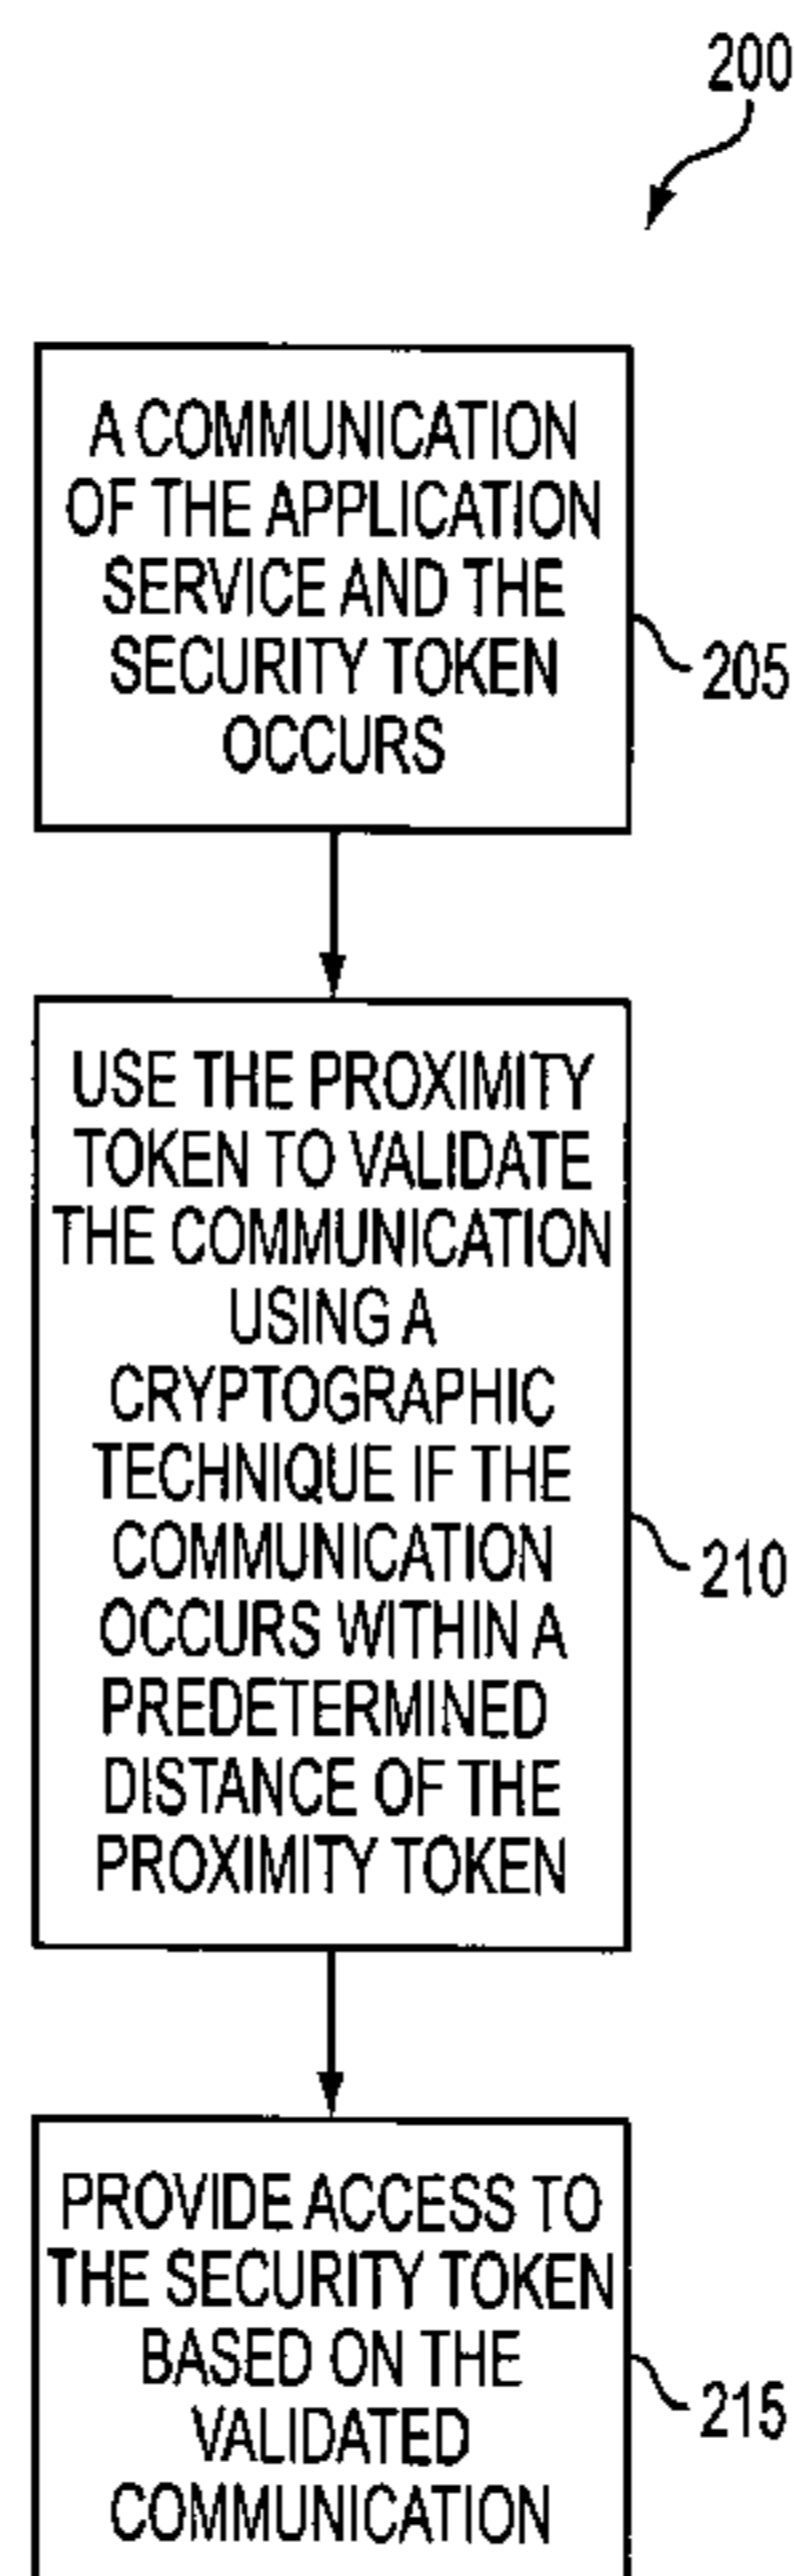 200
A COMMUNICATION
OF THE APPLICATION
SERVICE AND THE
SECURITY TOKEN
OCCURS
205
USE THE PROXIMITY
TOKEN TO VALIDATE
THE COMMUNICATION
USING A
CRYPTOGRAPHIC
TECHNIQUE IF THE
COMMUNICATION
OCCURS WITHIN A
PREDETERMINED
DISTANCE OF THE
PROXIMITY TOKEN
210
PROVIDE ACCESS TO
THE SECURITY TOKEN
BASED ON THE
VALIDATED
COMMUNICATION
215